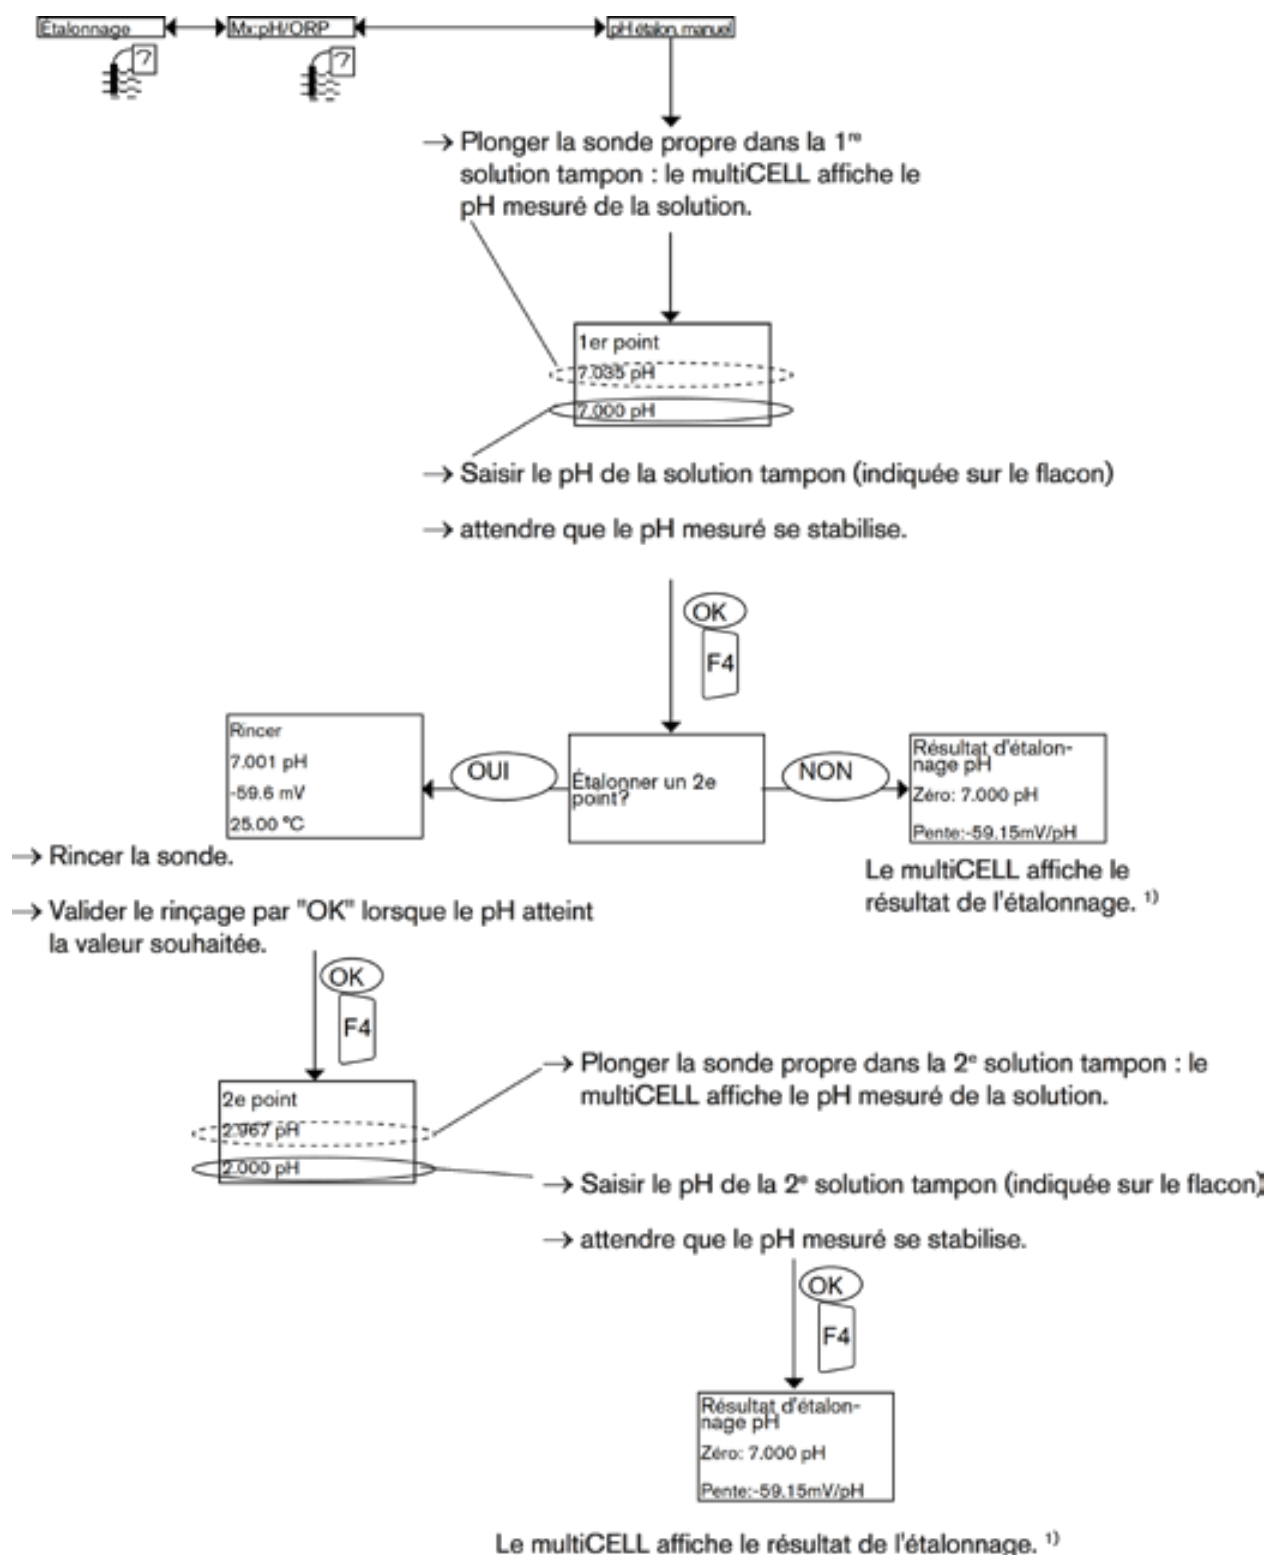 Étalonnage
Mx:pH/ORP
pH étalon. manuel
?
?
→ Plonger la sonde propre dans la 1re
solution tampon : le multiCELL affiche le
pH mesuré de la solution.
1er point
7.035 pH
7.000 pH
→ Saisir le pH de la solution tampon (indiquée sur le flacon)
→ attendre que le pH mesuré se stabilise.
OK
F4
Rincer
7.001 pH
-59.6 mV
25.00 °C
OUI
Étalonner un 2e
point?
NON
Résultat d'étalon-
nage pH
Zéro: 7.000 pH
Pente:-59.15mV/pH
→ Rincer la sonde.
→ Valider le rinçage par "OK" lorsque le pH atteint
la valeur souhaitée.
Le multiCELL affiche le
résultat de l'étalonnage. 1)
OK
F4
2e point
2.967 pH
2.000 pH
→ Plonger la sonde propre dans la 2e solution tampon : le
multiCELL affiche le pH mesuré de la solution.
→ Saisir le pH de la 2e solution tampon (indiquée sur le flacon)
→ attendre que le pH mesuré se stabilise.
OK
F4
Résultat d'étalon-
nage pH
Zéro: 7.000 pH
Pente:-59.15mV/pH
Le multiCELL affiche le résultat de l'étalonnage. 1)